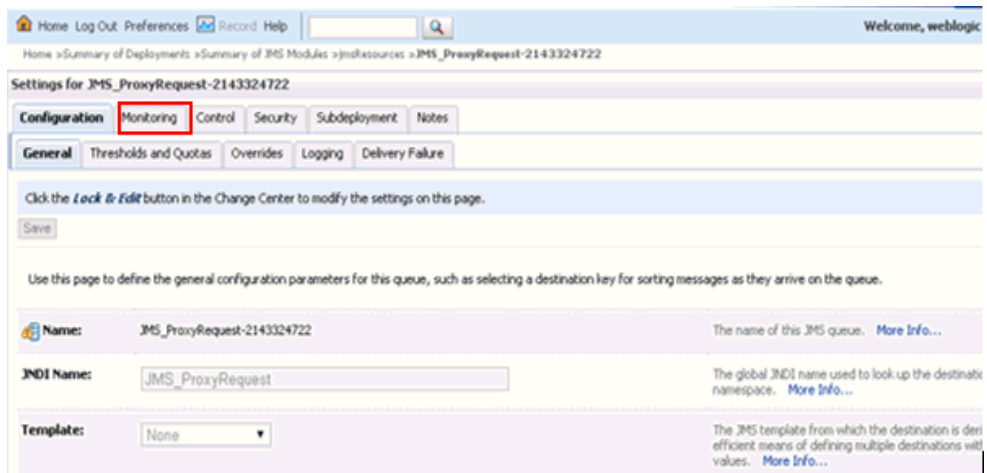 Home Log Out Preferences Record Help Welcome, weblogic
Home >Summary of Deployments >Summary of JMS Modules >jmsResources >JMS_ProxyRequest-2143324722
Settings for JMS_ProxyRequest-2143324722
Configuration Monitoring Control Security Subdeployment Notes
General Thresholds and Quotas Overrides Logging Delivery Failure
Click the Lock & Edit button in the Change Center to modify the settings on this page.
Save
Use this page to define the general configuration parameters for this queue, such as selecting a destination key for sorting messages as they arrive on the queue.
Name: JMS_ProxyRequest-2143324722 The name of this JMS queue. More Info...
JNDI Name: JMS_ProxyRequest The global JNDI name used to look up the destinatio
namespace. More Info...
Template: None The JMS template from which the destination is deri
efficient means of defining multiple destinations wit
values. More Info...